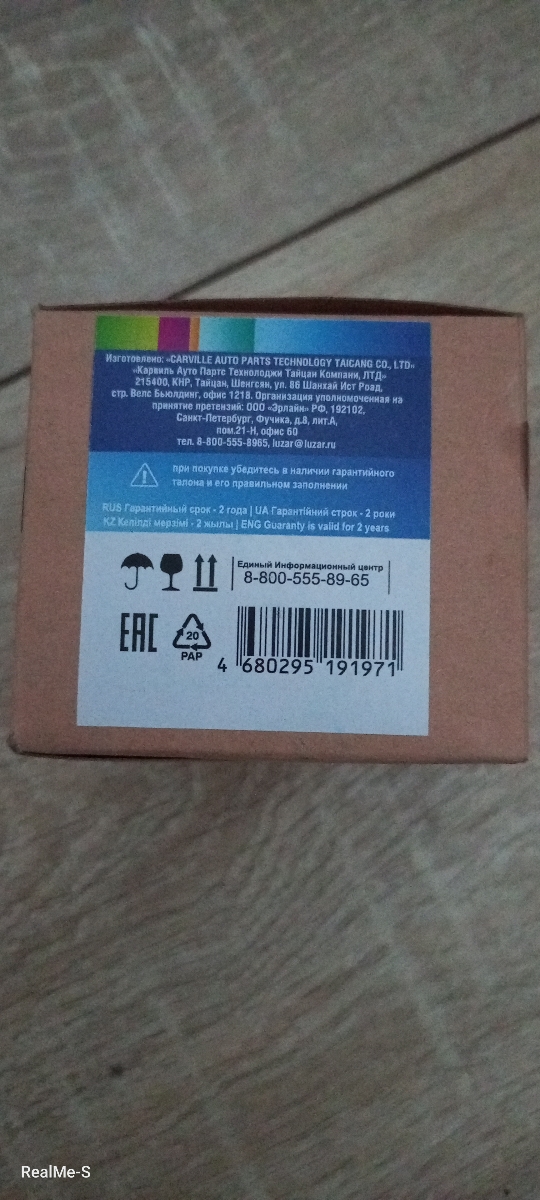 Изготовлено: «CARVILLE AUTO PARTS TECHNOLOGY TAICANG CO., LTD»
«Карвиль Ауто Партс Технолоджи Тайцан Компани, ЛТД»
215400, КНР, Тайцан, Шенгсян, ул. 86 Шанхай Ист Роад,
стр. Велс Бьюлдинг, офис 1218. Организация уполномоченная на
принятие претензий: ООО «Эрлайн» РФ, 192102,
Санкт-Петербург, Фучика, д.8, лит.А,
пом.21-Н, офис 60
тел. 8-800-555-8965, luzar@luzar.ru
при покупке убедитесь в наличии гарантийного
талона и его правильном заполнении
RUS Гарантийный срок - 2 года | UA Гарантійний строк - 2 роки
KZ Кепілді мерзімі - 2 жылы | ENG Guaranty is valid for 2 years
Единый Информационный центр
8-800-555-89-65
EAC
20
PAP
4 680295 191971
RealMe-S